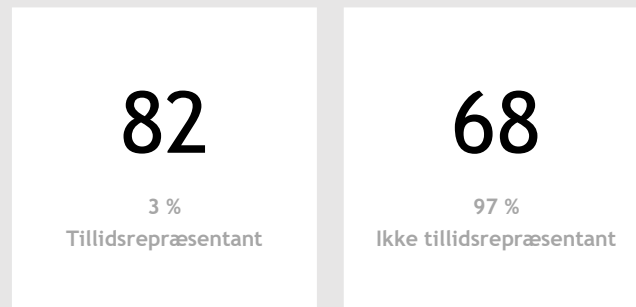 82
3 %
Tillidsrepræsentant
68
97 %
Ikke tillidsrepræsentant